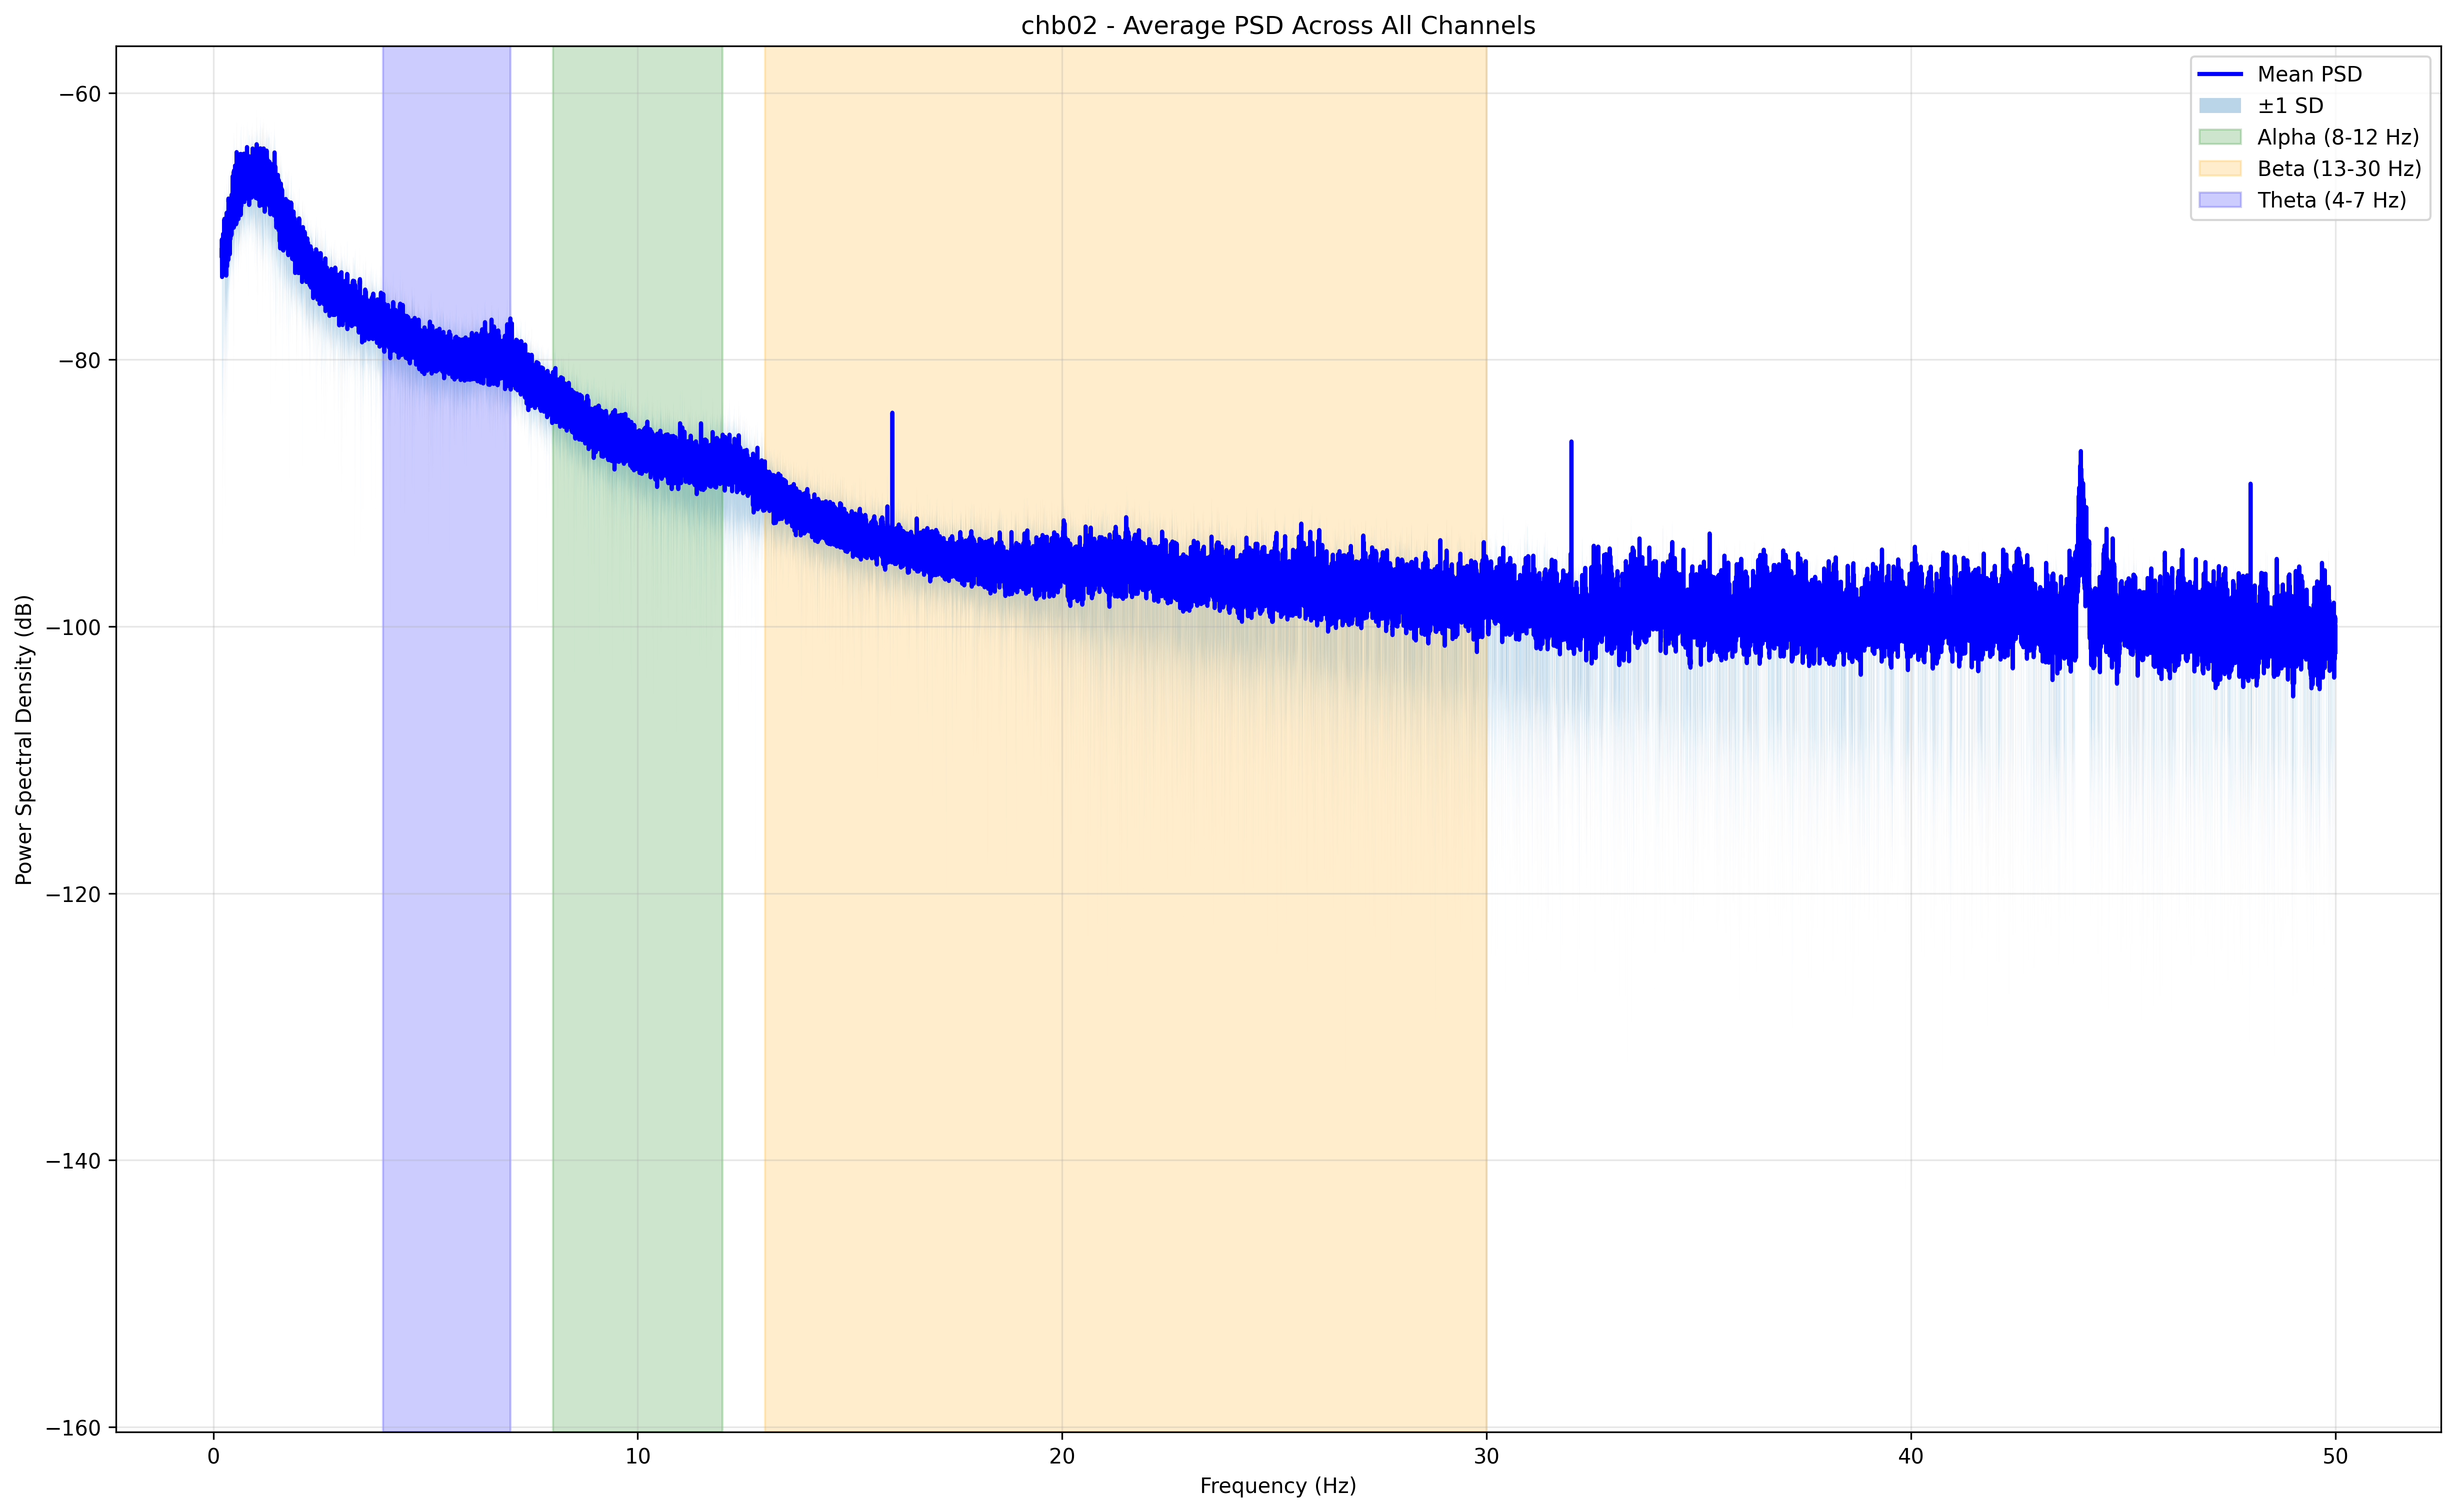 chb02 - Average PSD Across All Channels
Mean PSD
±1 SD
Alpha (8-12 Hz)
Beta (13-30 Hz)
Theta (4-7 Hz)
Power Spectral Density (dB)
−60
−80
−100
−120
−140
−160
0 10 20 30 40 50
Frequency (Hz)